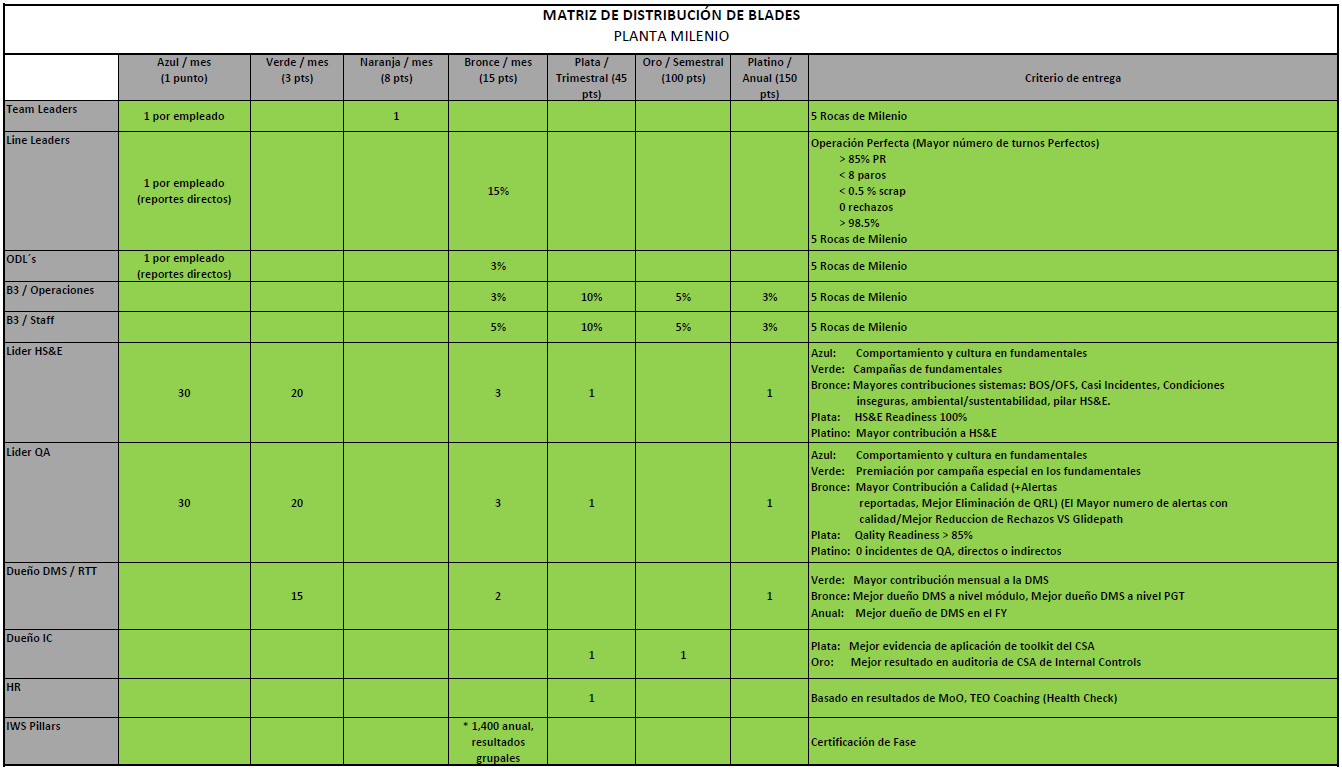 MATRIZ DE DISTRIBUCIÓN DE BLADES
PLANTA MILENIO
Azul / mes
(1 punto)
Verde / mes
(3 pts)
Naranja / mes
(8 pts)
Bronce / mes
(15 pts)
Plata /
Trimestral (45
pts)
Oro / Semestral
(100 pts)
Platino /
Anual (150
pts)
Criterio de entrega
Team Leaders
1 por empleado
1
5 Rocas de Milenio
Line Leaders
1 por empleado
(reportes directos)
15%
Operación Perfecta (Mayor número de turnos Perfectos)
> 85% PR
< 8 paros
< 0.5 % scrap
0 rechazos
> 98.5%
5 Rocas de Milenio
ODL´s
1 por empleado
(reportes directos)
3%
5 Rocas de Milenio
B3 / Operaciones
3%
10%
5%
3%
5 Rocas de Milenio
B3 / Staff
5%
10%
5%
3%
5 Rocas de Milenio
Lider HS&E
30
20
3
1
1
Azul: Comportamiento y cultura en fundamentales
Verde: Campañas de fundamentales
Bronce: Mayores contribuciones sistemas: BOS/OFS, Casi Incidentes, Condiciones
inseguras, ambiental/sustentabilidad, pilar HS&E.
Plata: HS&E Readiness 100%
Platino: Mayor contribución a HS&E
Lider QA
30
20
3
1
1
Azul: Comportamiento y cultura en fundamentales
Verde: Premiación por campaña especial en los fundamentales
Bronce: Mayor Contribución a Calidad (+Alertas
reportadas, Mejor Eliminación de QRL) (El Mayor numero de alertas con
calidad/Mejor Reduccion de Rechazos VS Glidepath
Plata: Qality Readiness > 85%
Platino: 0 incidentes de QA, directos o indirectos
Dueño DMS / RTT
15
2
1
Verde: Mayor contribución mensual a la DMS
Bronce: Mejor dueño DMS a nivel módulo, Mejor dueño DMS a nivel PGT
Anual: Mejor dueño de DMS en el FY
Dueño IC
1
1
Plata: Mejor evidencia de aplicación de toolkit del CSA
Oro: Mejor resultado en auditoria de CSA de Internal Controls
HR
1
Basado en resultados de MoO, TEO Coaching (Health Check)
IWS Pillars
* 1,400 anual,
resultados
grupales
Certificación de Fase